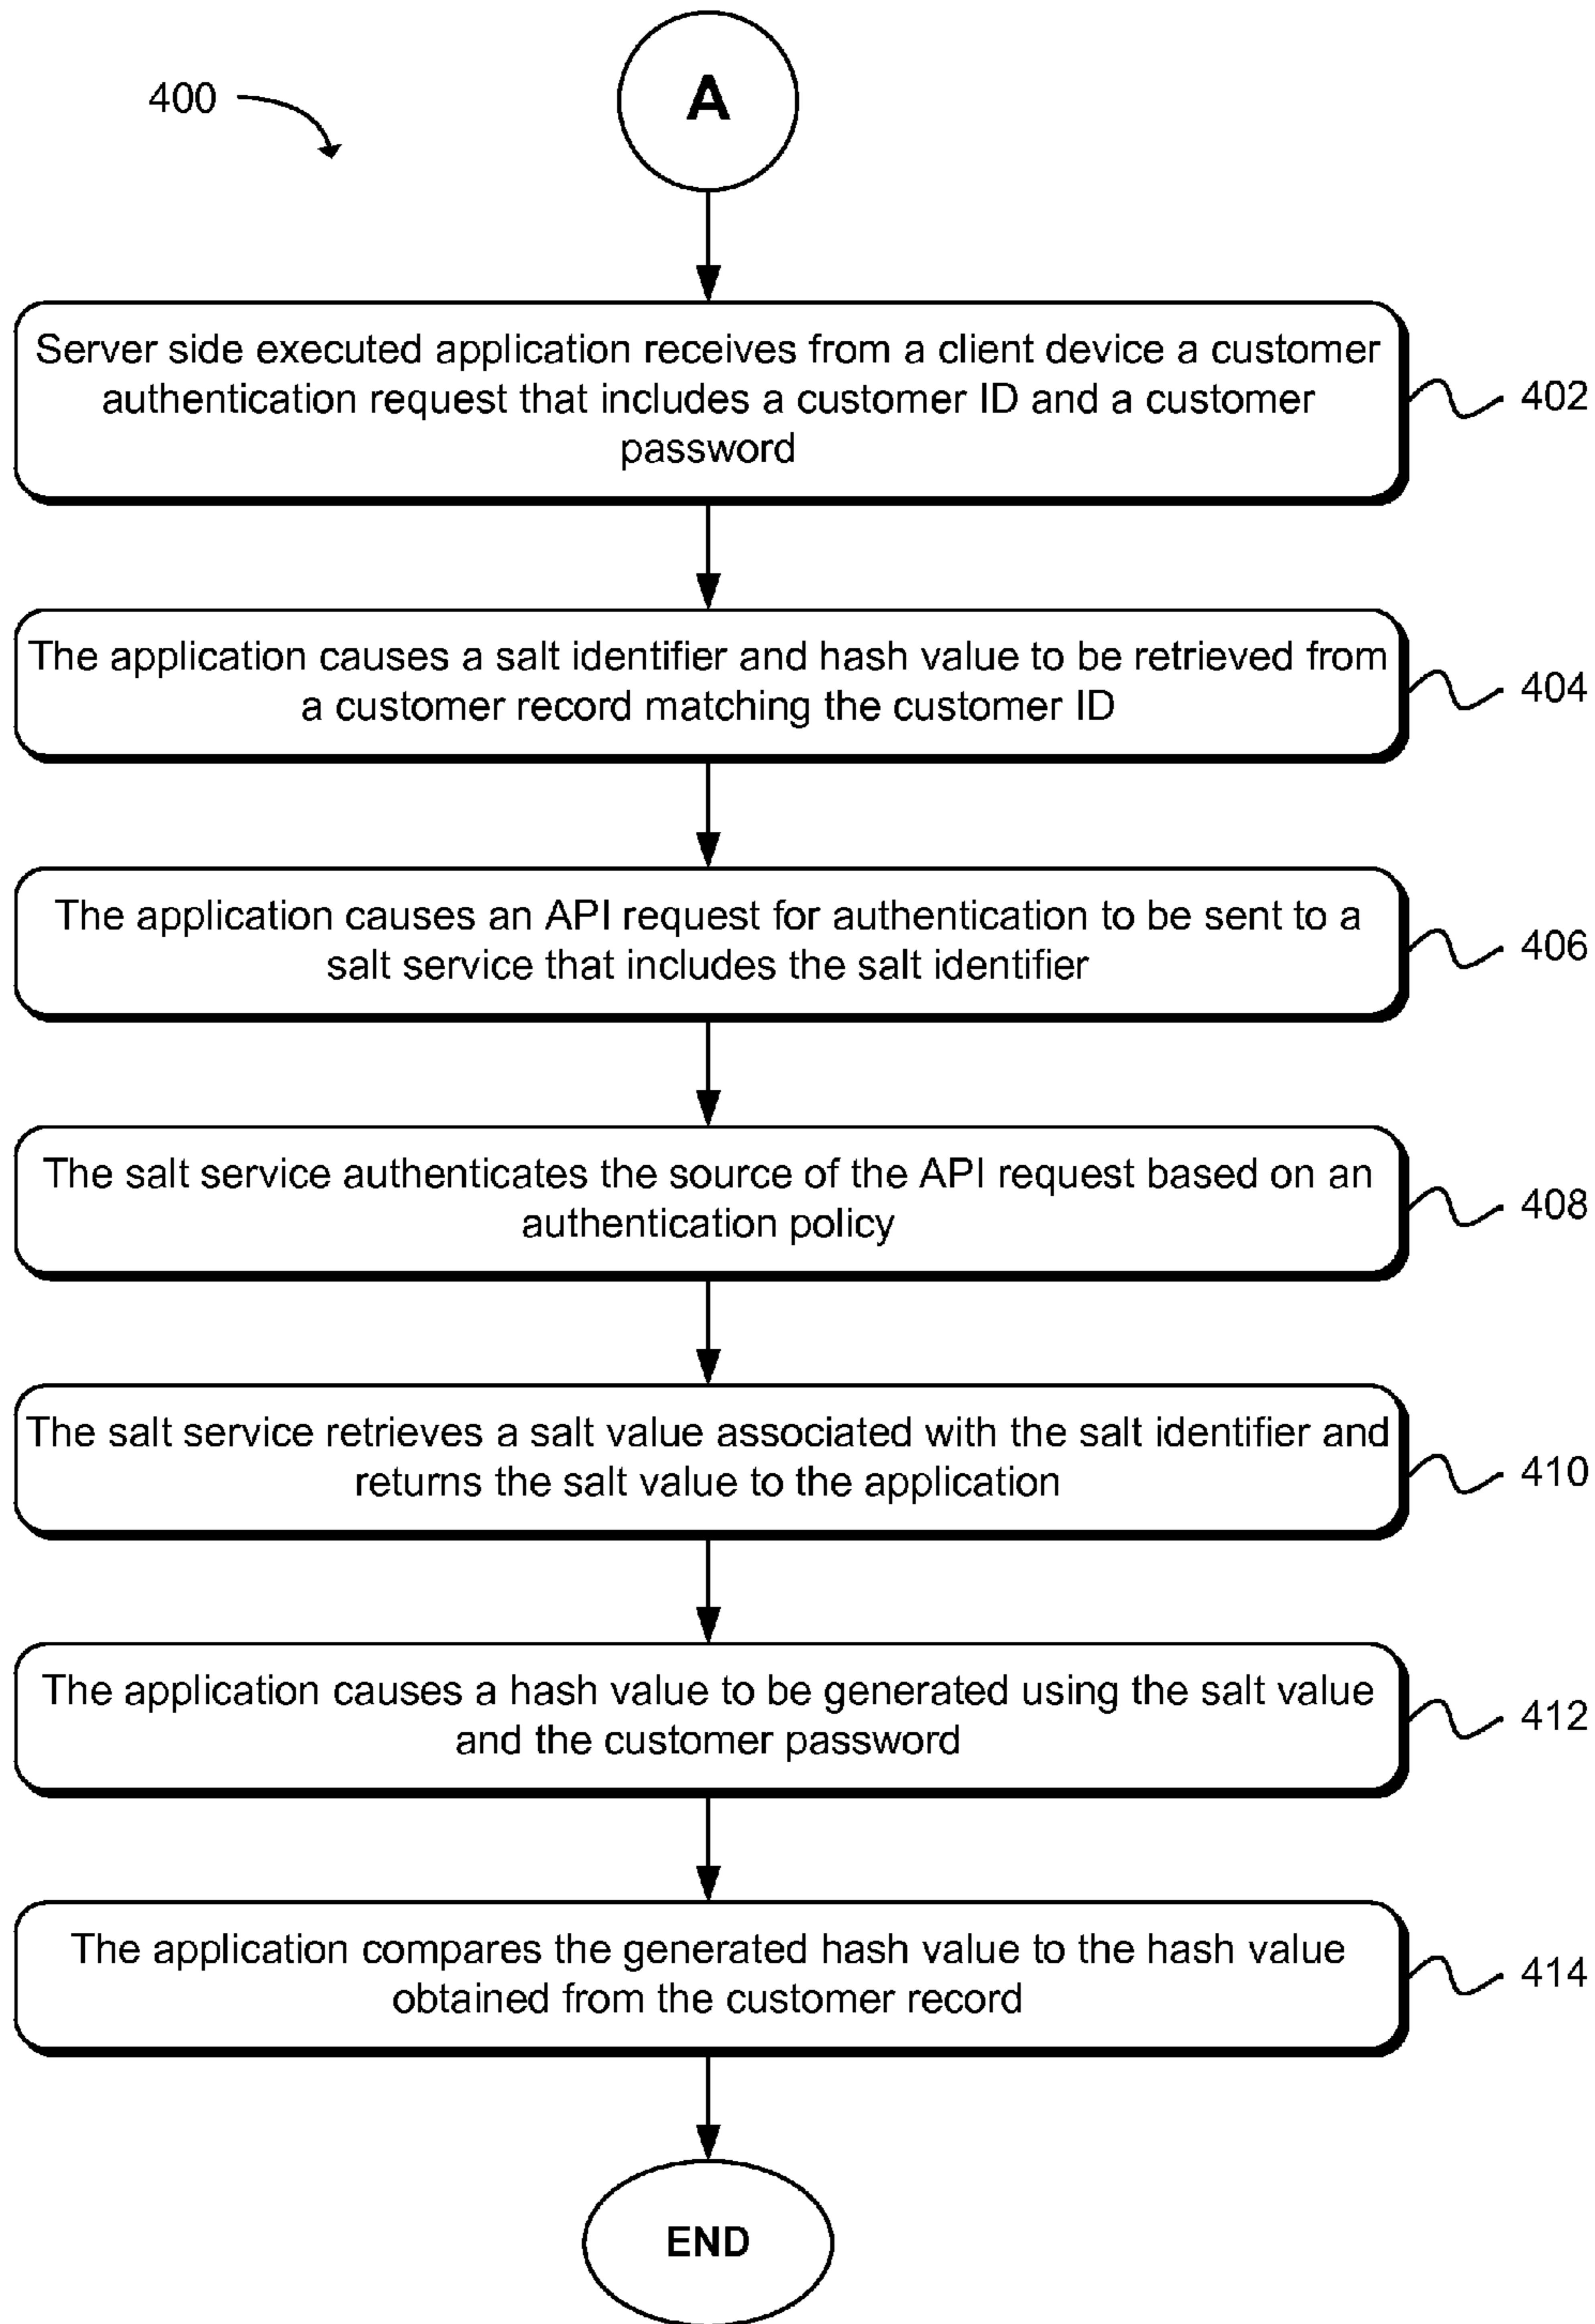 400
A
Server side executed application receives from a client device a customer
authentication request that includes a customer ID and a customer
password
402
The application causes a salt identifier and hash value to be retrieved from
a customer record matching the customer ID
404
The application causes an API request for authentication to be sent to a
salt service that includes the salt identifier
406
The salt service authenticates the source of the API request based on an
authentication policy
408
The salt service retrieves a salt value associated with the salt identifier and
returns the salt value to the application
410
The application causes a hash value to be generated using the salt value
and the customer password
412
The application compares the generated hash value to the hash value
obtained from the customer record
414
END